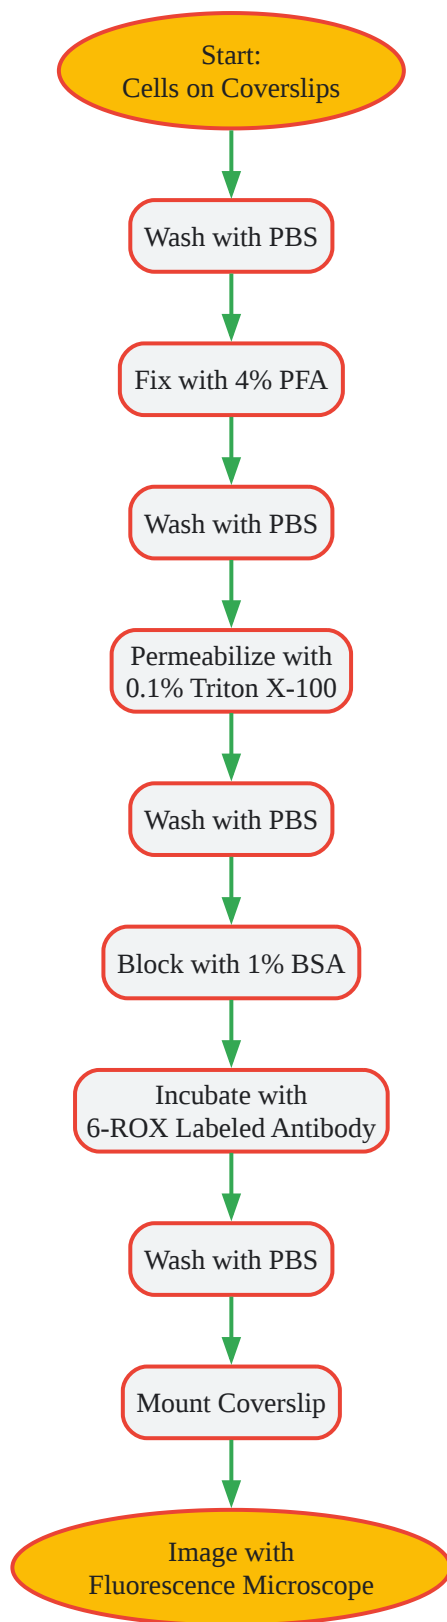 Start:
Cells on Coverslips
Wash with PBS
Fix with 4% PFA
Wash with PBS
Permeabilize with
0.1% Triton X-100
Wash with PBS
Block with 1% BSA
Incubate with
6-ROX Labeled Antibody
Wash with PBS
Mount Coverslip
Image with
Fluorescence Microscope